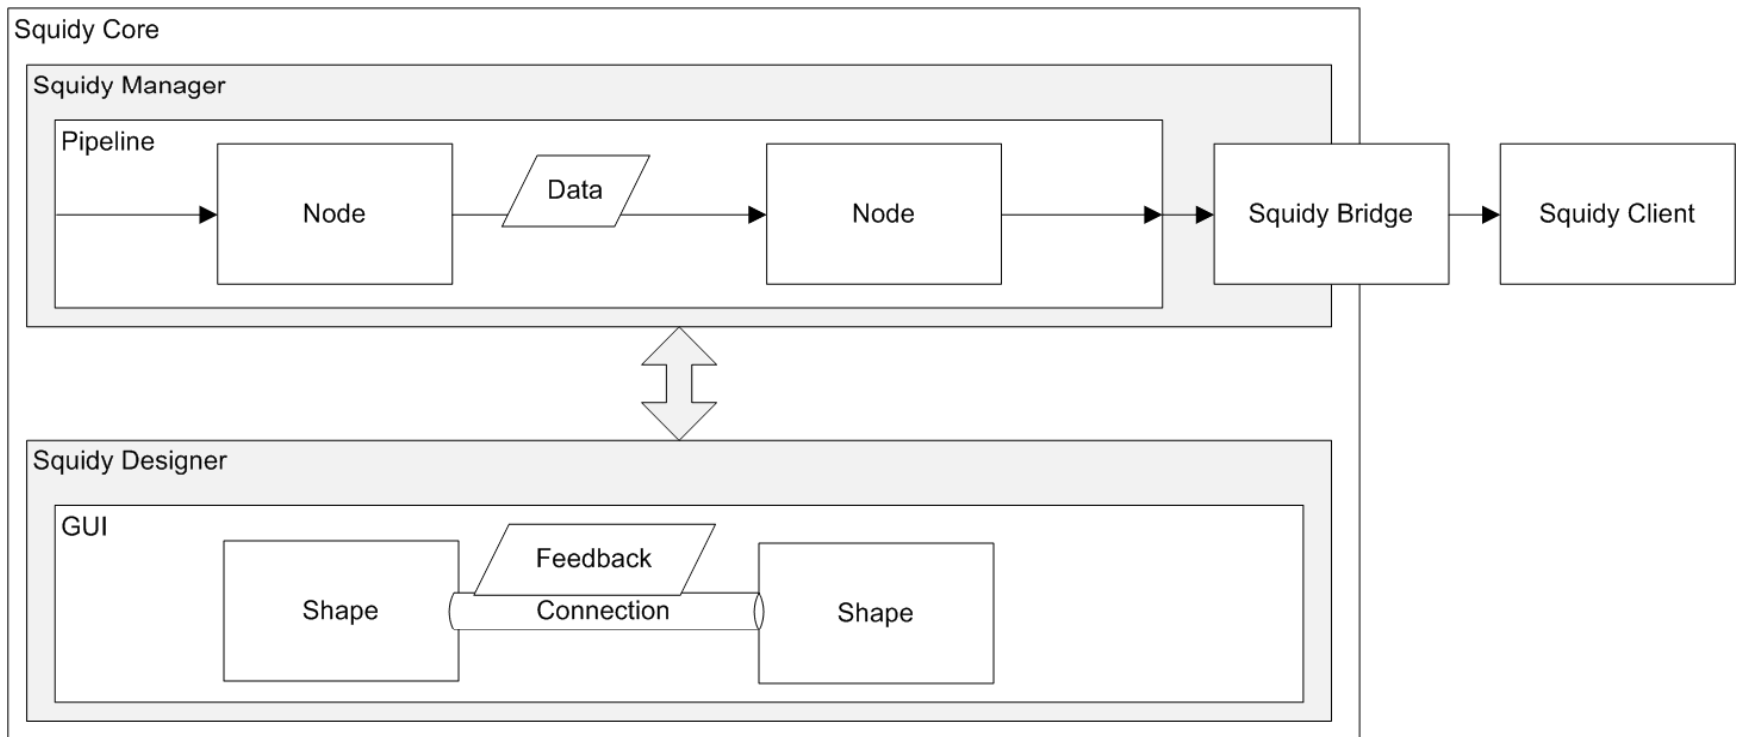 Squidy Core
Squidy Manager
Pipeline
Node
Data
Node
Squidy Bridge
Squidy Client
Squidy Designer
GUI
Feedback
Shape
Connection
Shape